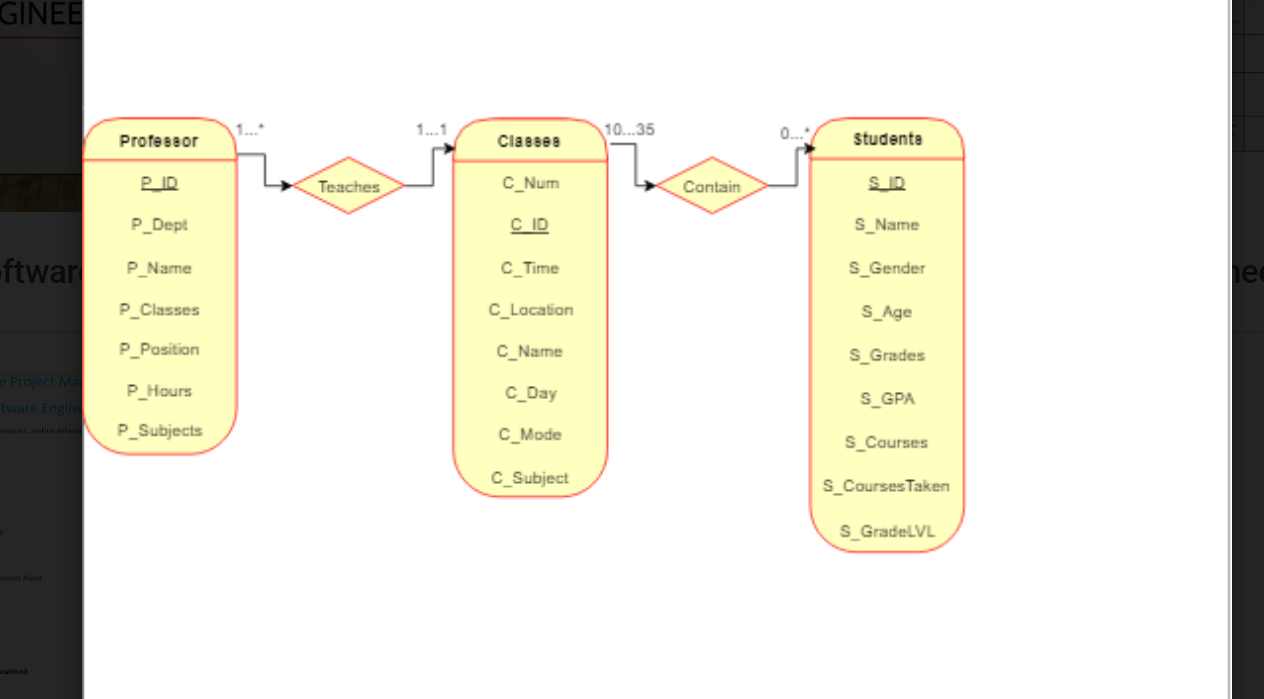 GINEE
1...*
1...1
10...35
0...*
Professor
P_ID
P_Dept
P_Name
P_Classes
P_Position
P_Hours
P_Subjects
Teaches
Classes
C_Num
C_ID
C_Time
C_Location
C_Name
C_Day
C_Mode
C_Subject
Contain
Students
S_ID
S_Name
S_Gender
S_Age
S_Grades
S_GPA
S_Courses
S_CoursesTaken
S_GradeLVL
oftwar
nee
e Project Ma
tware Engine